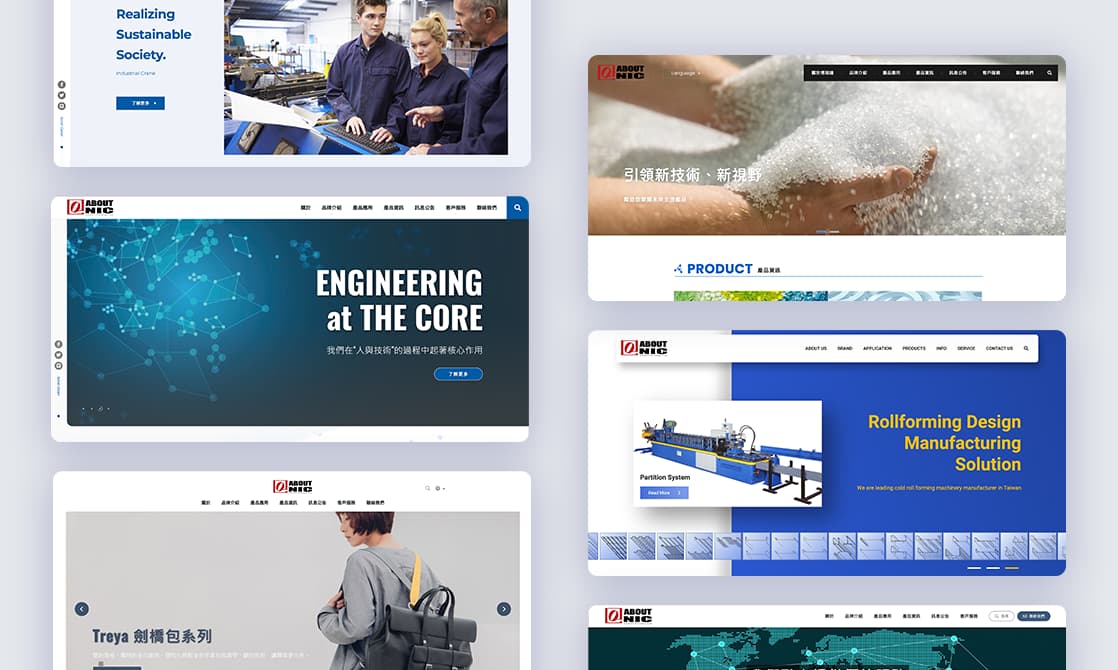 Realizing
Sustainable
Society.
Industrial Crane
了解更多
ABOUT
NIC
關於
品牌介紹
產品應用
產品資訊
訊息公告
客戶服務
聯絡我們
ENGINEERING
at THE CORE
我們在“人與技術”的過程中起著核心作用
了解更多
ABOUT
NIC
關於
品牌介紹
產品應用
產品資訊
訊息公告
客戶服務
聯絡我們
Treya 劍橋包系列
ABOUT
NIC
Language
品牌介紹
產品應用
產品資訊
訊息公告
客戶服務
聯絡我們
引領新技術、新視野
PRODUCT 產品資訊
ABOUT
NIC
ABOUT US
BRAND
APPLICATION
PRODUCTS
INFO
SERVICE
CONTACT US
Rollforming Design
Manufacturing
Solution
We are leading cold roll forming machinery manufacturer in Taiwan
Partition System
Read More
ABOUT
NIC
關於
品牌介紹
產品應用
產品資訊
訊息公告
客戶服務
聯絡我們